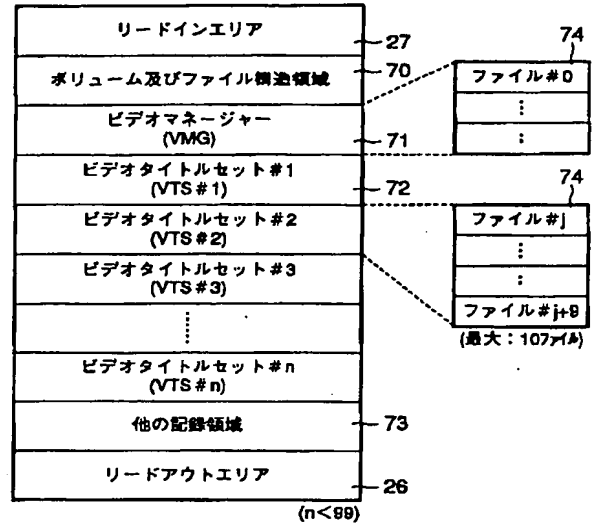 リードインエリア
27
ボリューム及びファイル構造領域
70
ビデオマネージャー
(VMG)
71
ビデオタイトルセット#1
(VTS#1)
72
ビデオタイトルセット#2
(VTS#2)
ビデオタイトルセット#3
(VTS#3)
ビデオタイトルセット#n
(VTS#n)
他の記録領域
73
リードアウトエリア
26
(n<99)
74
ファイル#0
74
ファイル#j
ファイル#j+9
(最大：10ファイル)